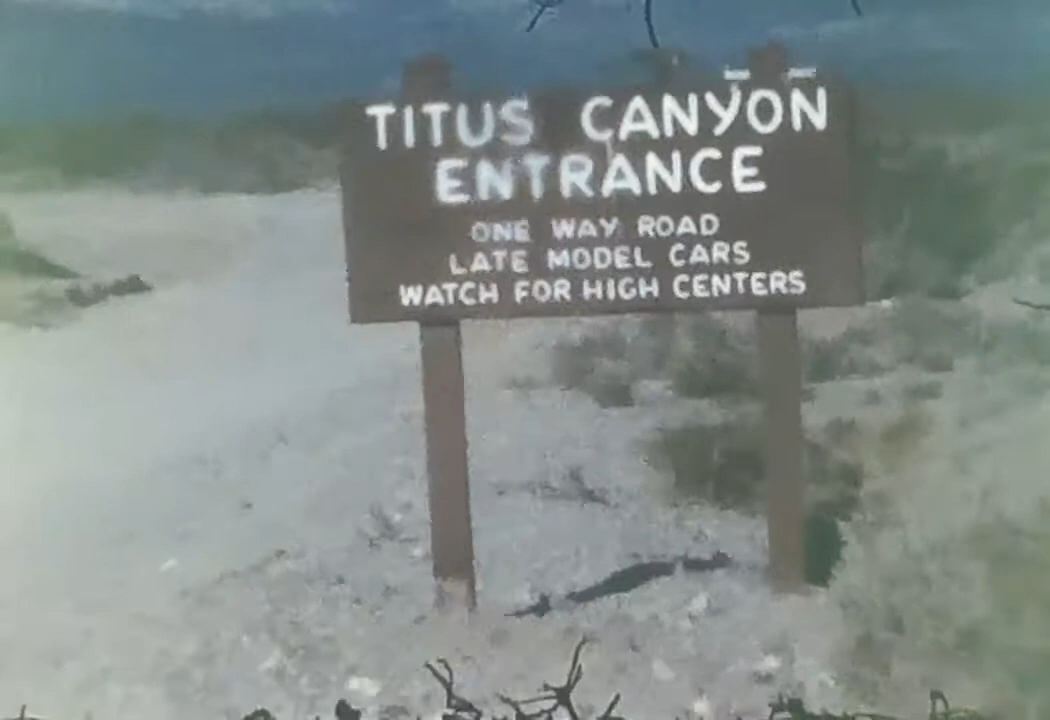 TITUS CANYON
ENTRANCE
ONE WAY ROAD
LATE MODEL CARS
WATCH FOR HIGH CENTERS